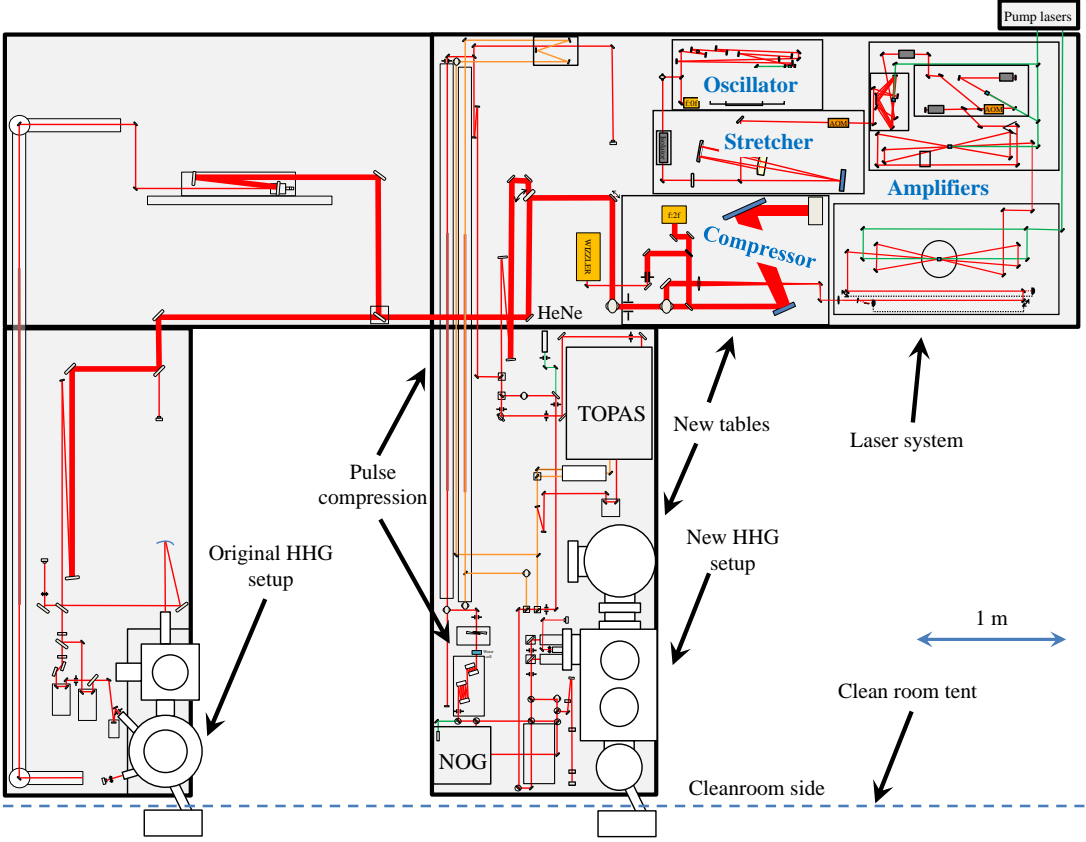 Pump lasers
Oscillator
f:0f
AOM
AOM
Stretcher
Amplifiers
f:2f
Compressor
WIZZLER
HeNe
TOPAS
New tables
Laser system
Pulse
compression
Original HHG
setup
New HHG
setup
1 m
Clean room tent
NOG
Cleanroom side